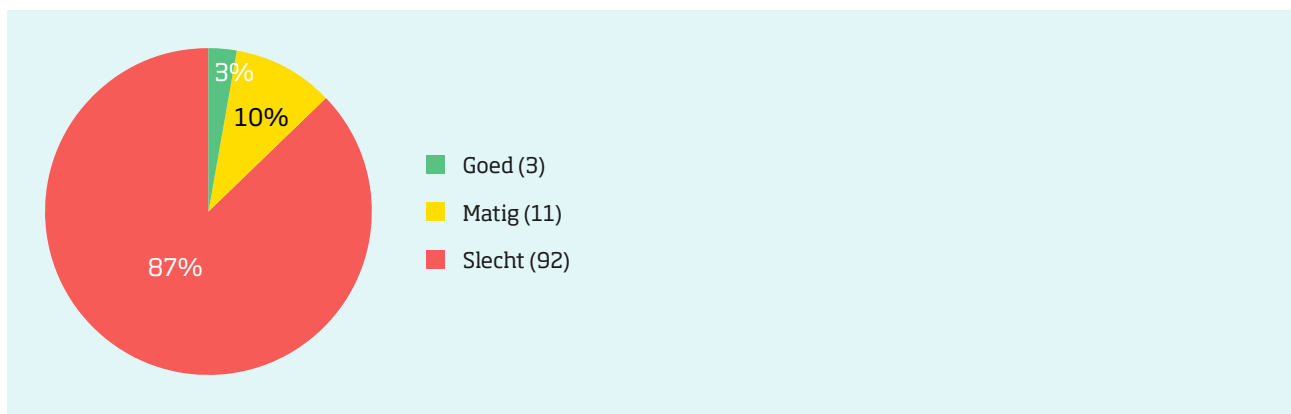 3%
10%
87%
Goed (3)
Matig (11)
Slecht (92)